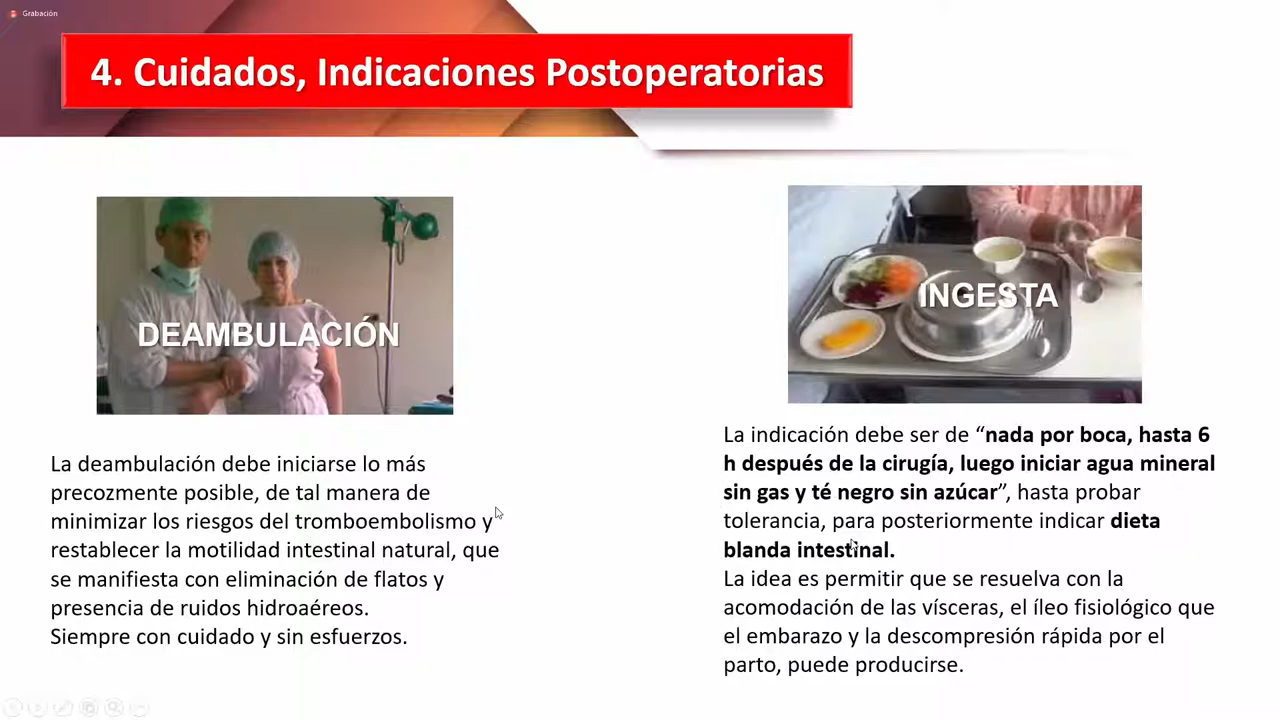 Grabación
4. Cuidados, Indicaciones Postoperatorias
DEAMBULACIÓN
La deambulación debe iniciarse lo más
precozmente posible, de tal manera de
minimizar los riesgos del tromboembolismo y
restablecer la motilidad intestinal natural, que
se manifiesta con eliminación de flatos y
presencia de ruidos hidroaéreos.
Siempre con cuidado y sin esfuerzos.
INGESTA
La indicación debe ser de “nada por boca, hasta 6
h después de la cirugía, luego iniciar agua mineral
sin gas y té negro sin azúcar”, hasta probar
tolerancia, para posteriormente indicar dieta
blanda intestinal.
La idea es permitir que se resuelva con la
acomodación de las vísceras, el íleo fisiológico que
el embarazo y la descompresión rápida por el
parto, puede producirse.